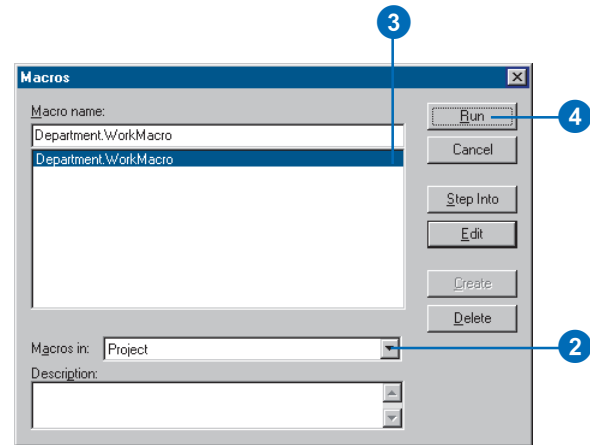 3
Macros
Macro name:
Department.WorkMacro
Department.WorkMacro
Run
4
Cancel
Step Into
Edit
Create
Delete
Macros in: Project
2
Description: